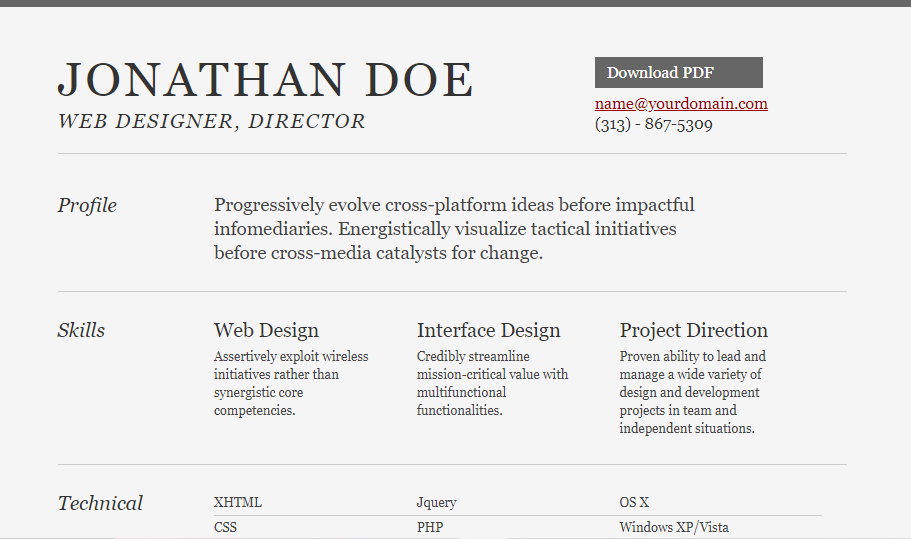 JONATHAN DOE
WEB DESIGNER, DIRECTOR
Download PDF
name@yourdomain.com
(313) - 867-5309
Profile
Progressively evolve cross-platform ideas before impactful
infomediaries. Energistically visualize tactical initiatives
before cross-media catalysts for change.
Skills
Web Design
Assertively exploit wireless
initiatives rather than
synergistic core
competencies.
Interface Design
Credibly streamline
mission-critical value with
multifunctional
functionalities.
Project Direction
Proven ability to lead and
manage a wide variety of
design and development
projects in team and
independent situations.
Technical
XHTML
Jquery
OS X
CSS
PHP
Windows XP/Vista